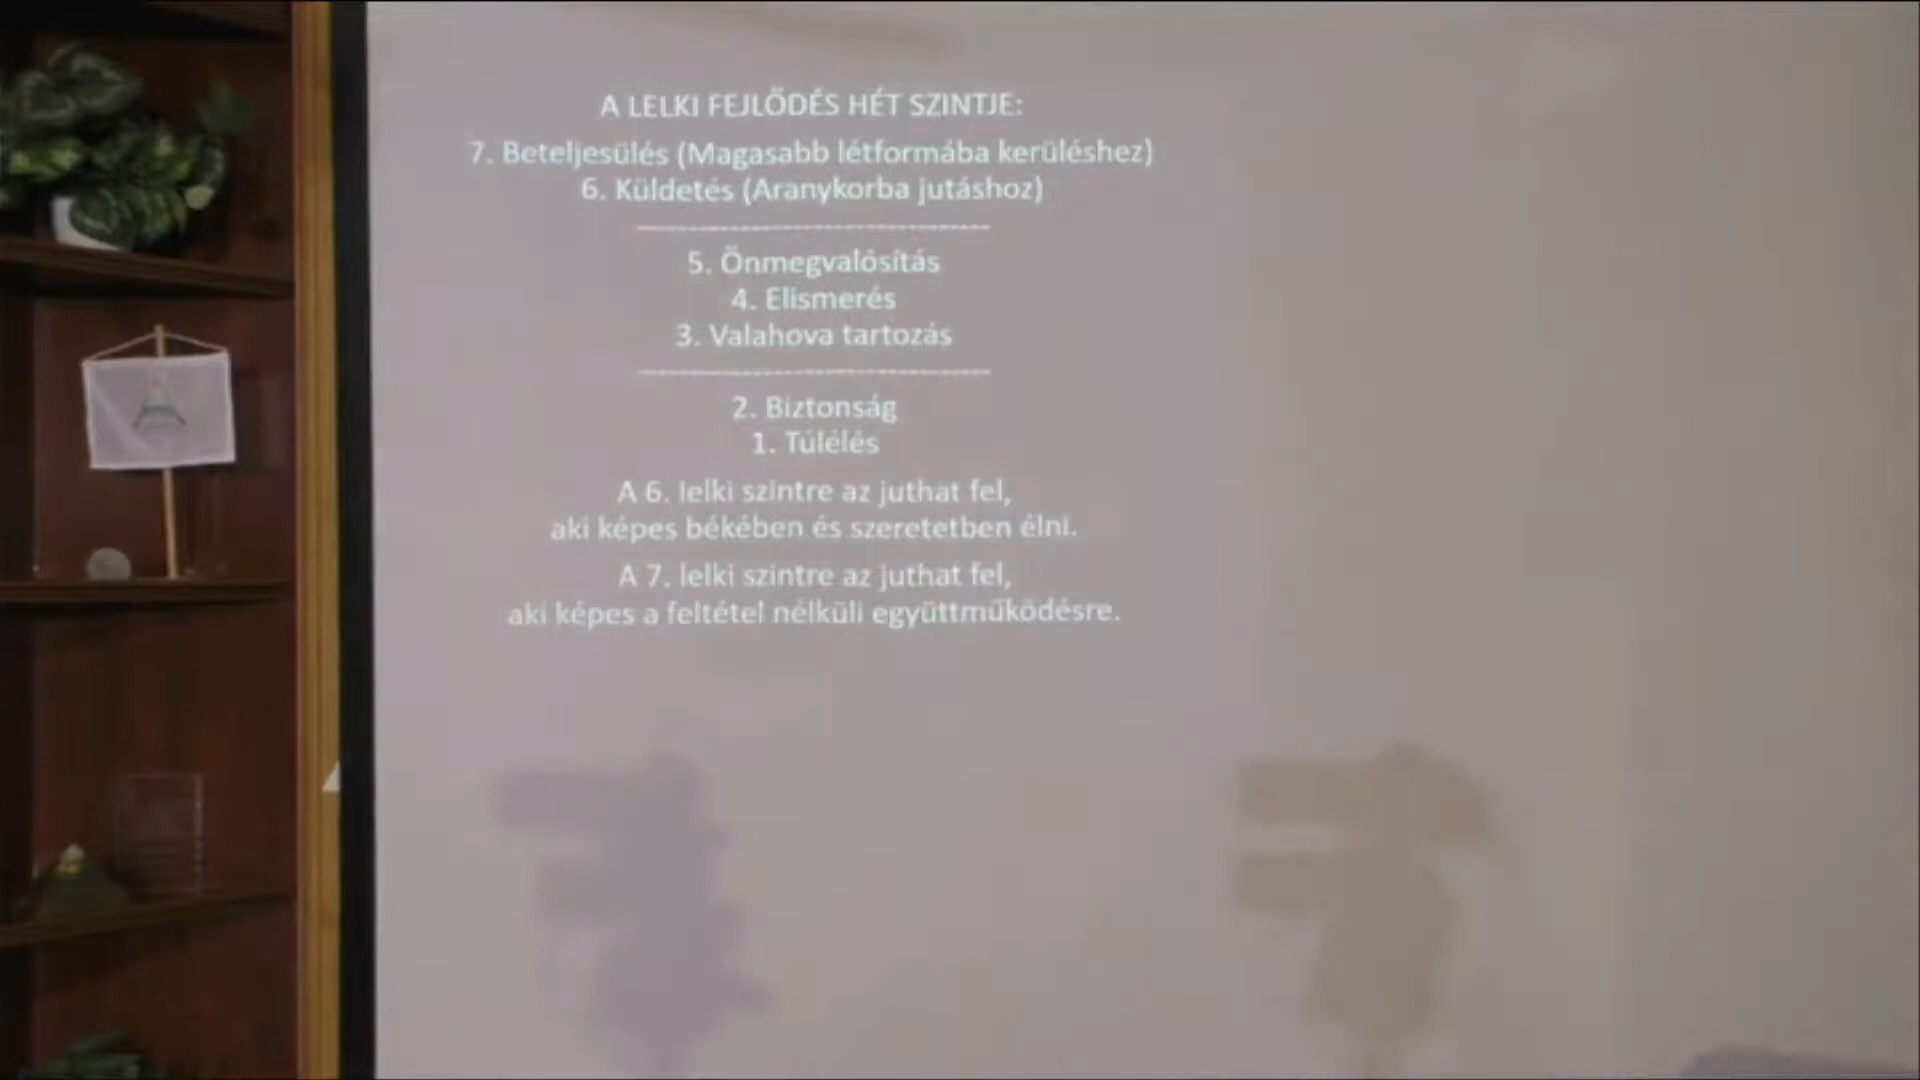 A LELKI FEJLŐDÉS HÉT SZINTJE:
7. Beteljesülés (Magasabb létformába kerüléshez)
6. Küldetés (Aranykorba jutáshoz)
5. Önmegvalósítás
4. Elismerés
3. Valahova tartozás
2. Biztonság
1. Túlélés
A 6. lelki szintre az juthat fel,
aki képes békében és szeretetben élni.
A 7. lelki szintre az juthat fel,
aki képes a feltétel nélküli együttműködésre.